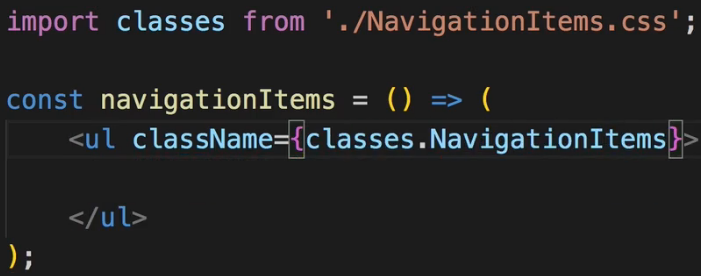 import classes from './NavigationItems.css';
const navigationItems = () => (
<ul className={classes.NavigationItems}>
</ul>
);